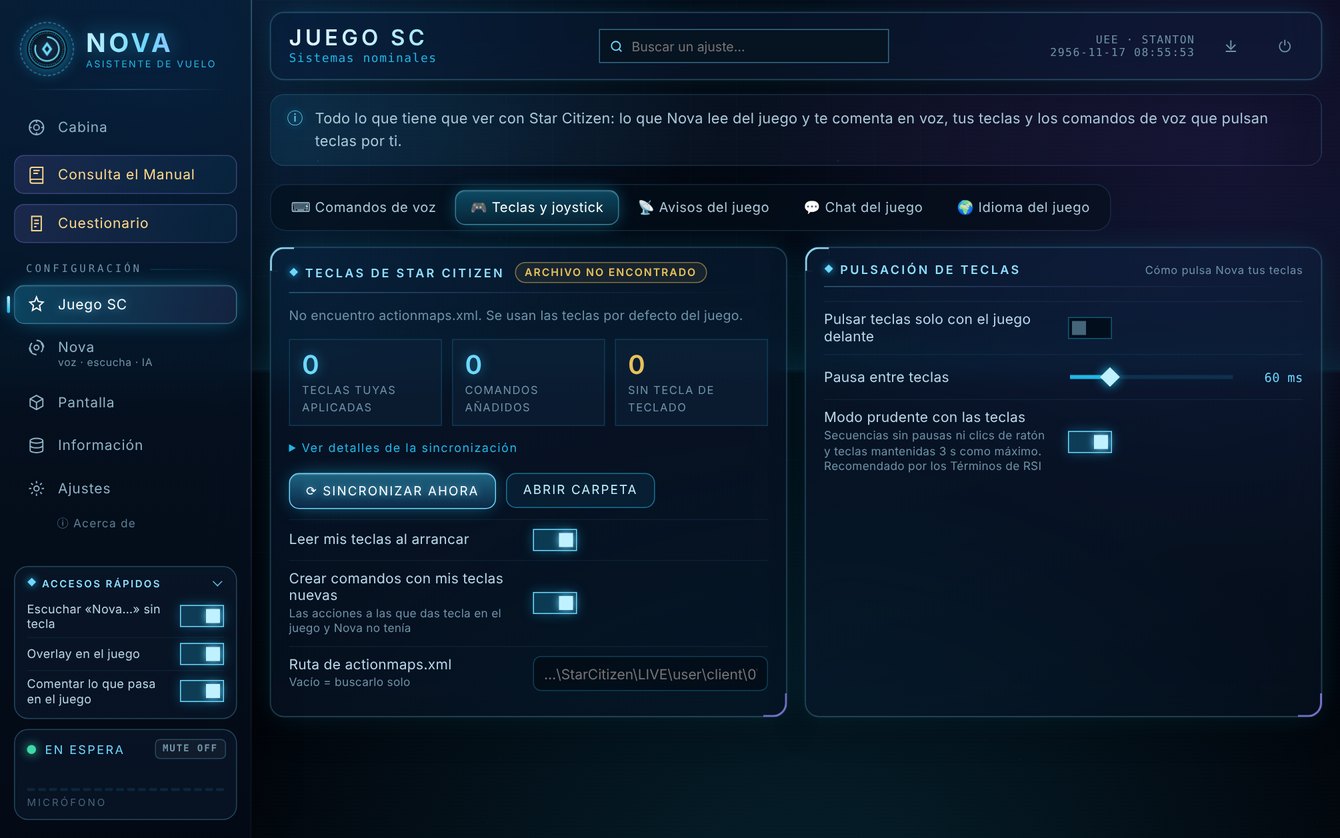 NOVA
ASISTENTE DE VUELO
Cabina
Consulta el Manual
Cuestionario
CONFIGURACIÓN
Juego SC
Nova
voz · escucha · IA
Pantalla
Información
Ajustes
ⓘ Acerca de
ACCESOS RÁPIDOS
Escuchar «Nova...» sin
tecla
Overlay en el juego
Comentar lo que pasa
en el juego
EN ESPERA
MUTE OFF
MICRÓFONO
JUEGO SC
Sistemas nominales
Buscar un ajuste...
UEE · STANTON
2956-11-17 08:55:53
Todo lo que tiene que ver con Star Citizen: lo que Nova lee del juego y te comenta en voz, tus teclas y los comandos de voz que pulsan
teclas por ti.
Comandos de voz
Teclas y joystick
Avisos del juego
Chat del juego
Idioma del juego
TECLAS DE STAR CITIZEN
ARCHIVO NO ENCONTRADO
No encuentro actionmaps.xml. Se usan las teclas por defecto del juego.
0
TECLAS TUYAS
APLICADAS
0
COMANDOS
AÑADIDOS
0
SIN TECLA DE
TECLADO
▶ Ver detalles de la sincronización
⟳ SINCRONIZAR AHORA
ABRIR CARPETA
Leer mis teclas al arrancar
Crear comandos con mis teclas
nuevas
Las acciones a las que das tecla en el
juego y Nova no tenía
Ruta de actionmaps.xml
Vacío = buscarlo solo
...\StarCitizen\LIVE\user\client\0
PULSACIÓN DE TECLAS
Cómo pulsa Nova tus teclas
Pulsar teclas solo con el juego
delante
Pausa entre teclas
60 ms
Modo prudente con las teclas
Secuencias sin pausas ni clics de ratón
y teclas mantenidas 3 s como máximo.
Recomendado por los Términos de RSI